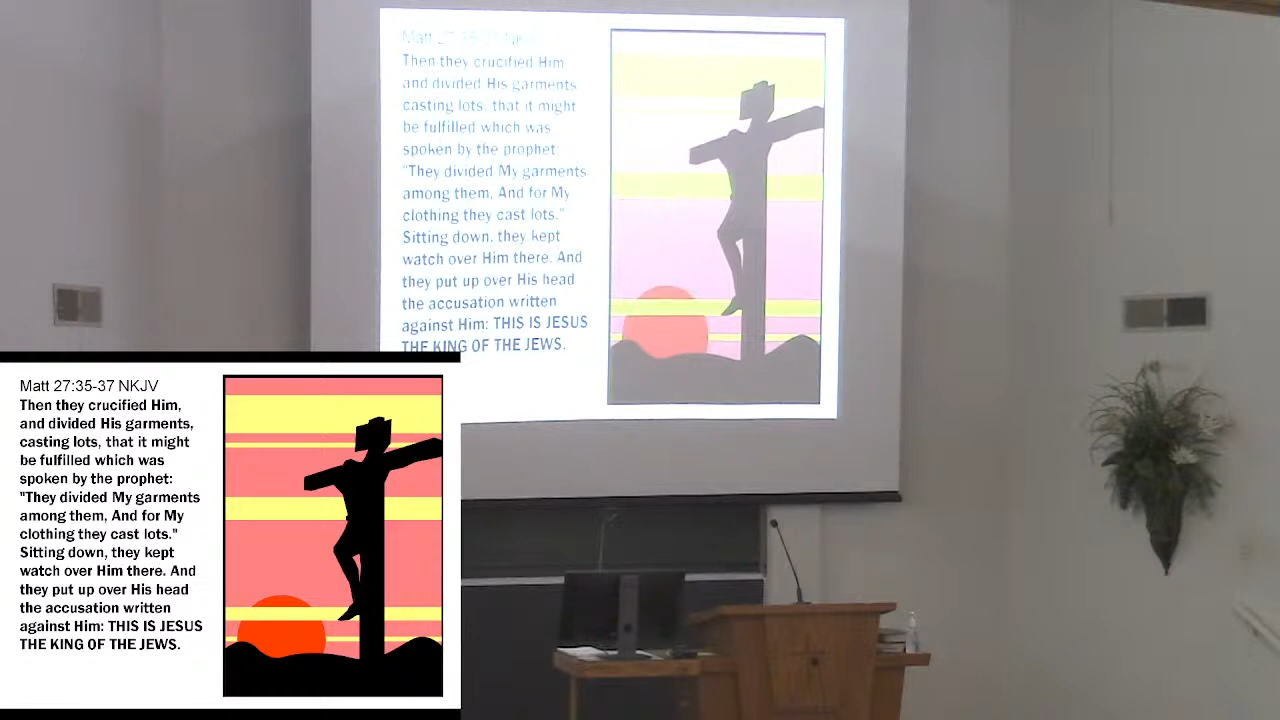 Matt 27:35-37 NKJV
Then they crucified Him
and divided His garments
casting lots, that it might
be fulfilled which was
spoken by the prophet:
"They divided My garments
among them, And for My
clothing they cast lots."
Sitting down, they kept
watch over Him there. And
they put up over His head
the accusation written
against Him: THIS IS JESUS
THE KING OF THE JEWS.
Matt 27:35-37 NKJV
Then they crucified Him,
and divided His garments,
casting lots, that it might
be fulfilled which was
spoken by the prophet:
"They divided My garments
among them, And for My
clothing they cast lots."
Sitting down, they kept
watch over Him there. And
they put up over His head
the accusation written
against Him: THIS IS JESUS
THE KING OF THE JEWS.